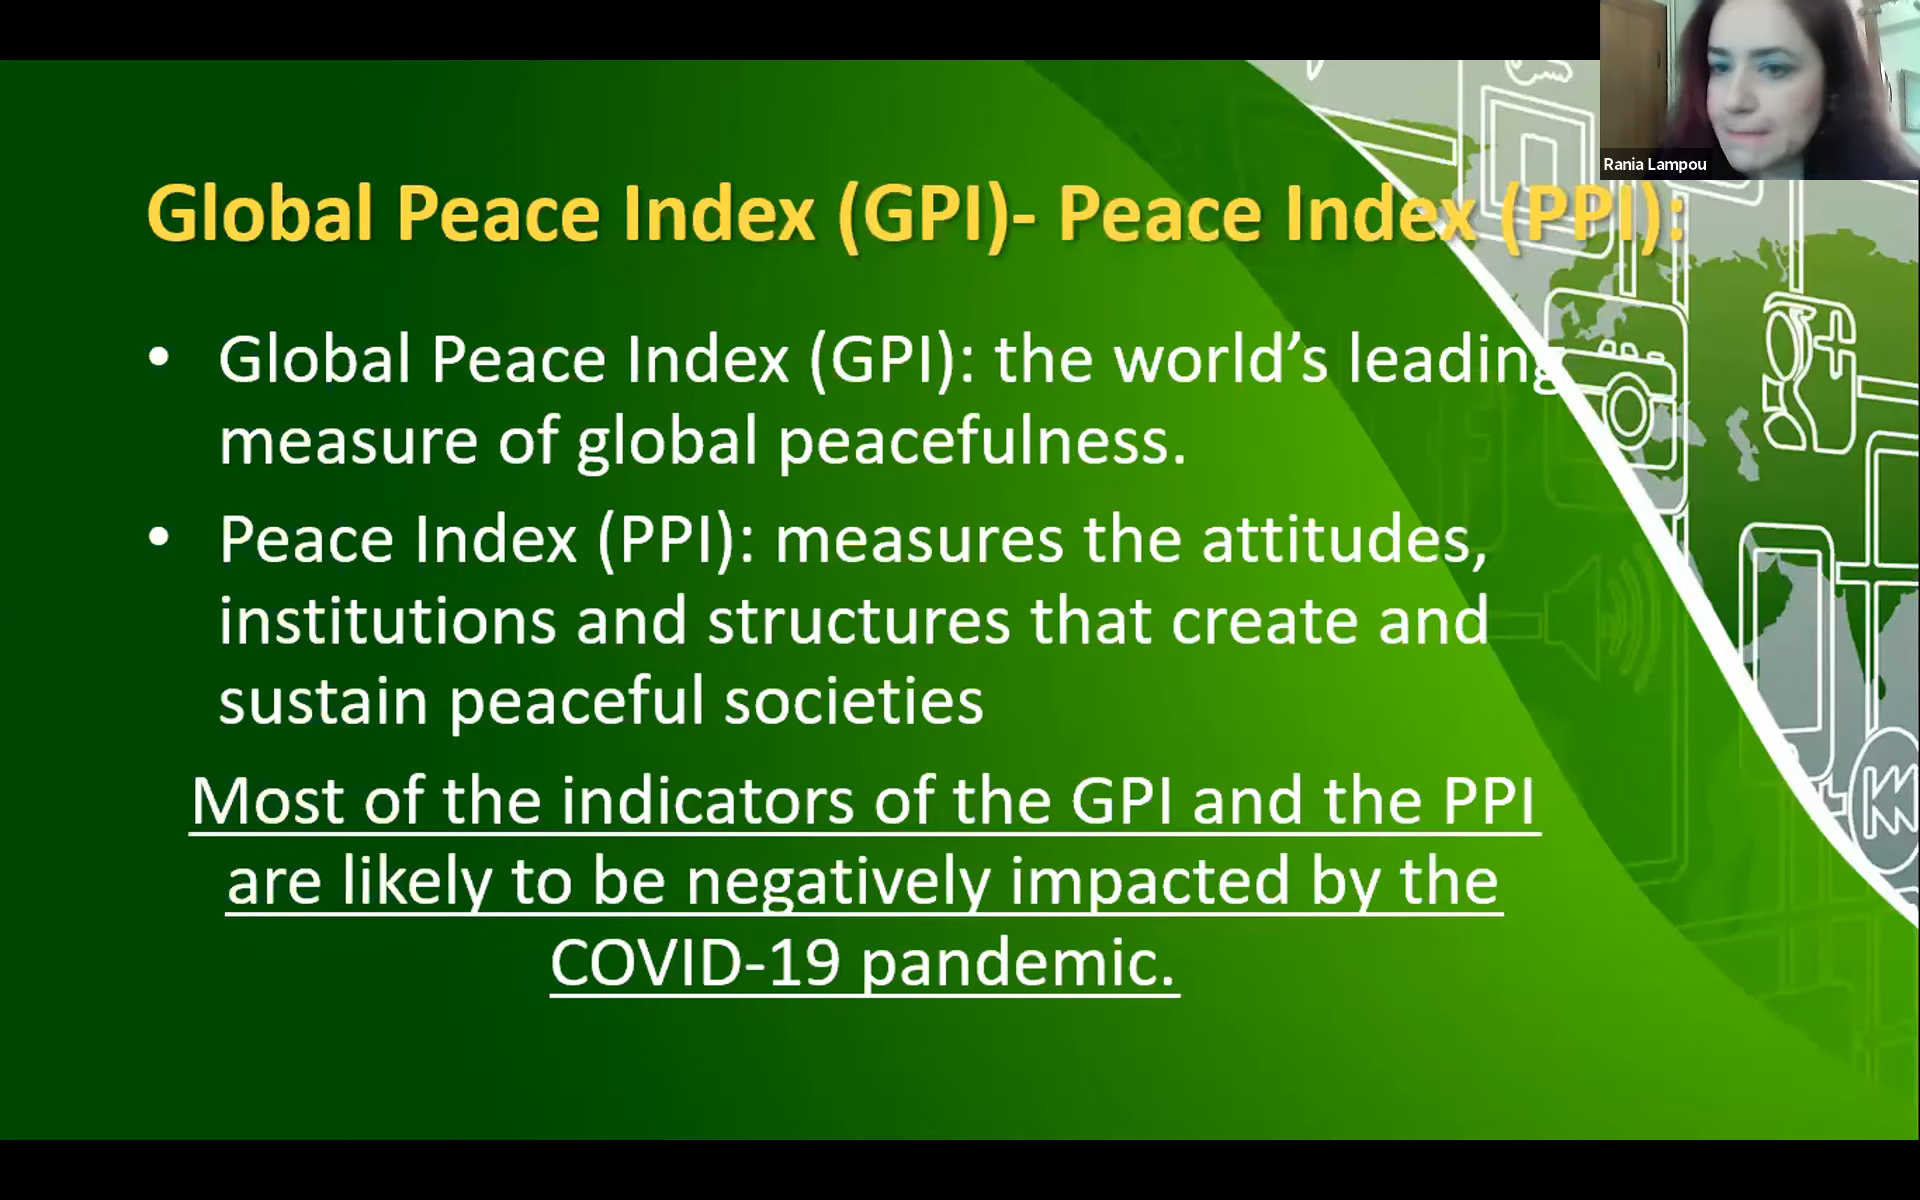 Rania Lampou
Global Peace Index (GPI)- Peace Index (PPI):
• Global Peace Index (GPI): the world’s leading
measure of global peacefulness.
• Peace Index (PPI): measures the attitudes,
institutions and structures that create and
sustain peaceful societies
Most of the indicators of the GPI and the PPI
are likely to be negatively impacted by the
COVID-19 pandemic.